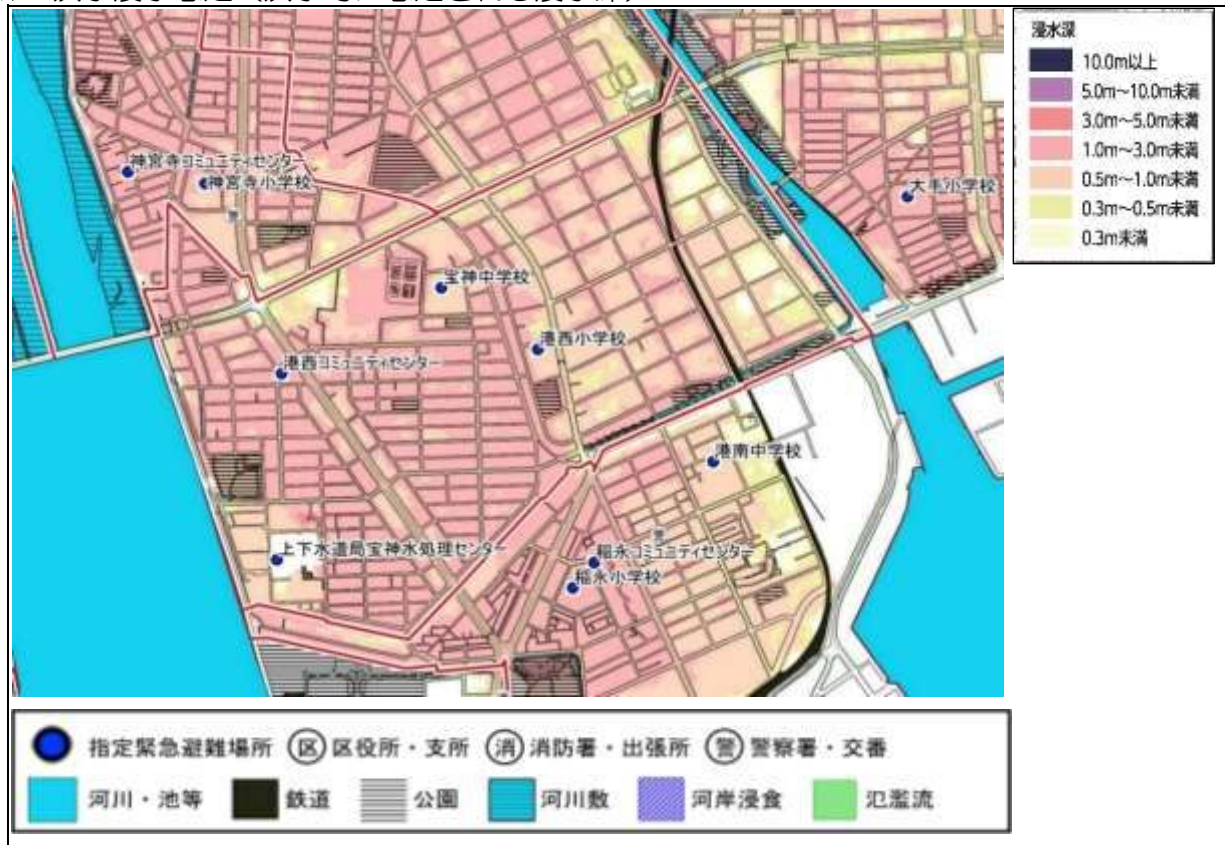 浸水深
10.0m以上
5.0m～10.0m未満
3.0m～5.0m未満
1.0m～3.0m未満
0.5m～1.0m未満
0.3m～0.5m未満
0.3m未満
神宮寺コミュニティセンター
神宮寺小学校
大手小学校
宝神中学校
港西小学校
港西コミュニティセンター
港南中学校
上下水道局宝神水処理センター
稲永コミュニティセンター
稲永小学校
指定緊急避難場所 区 区役所・支所 消 消防署・出張所 警 警察署・交番
河川・池等 鉄道 公園 河川敷 河岸浸食 氾濫流